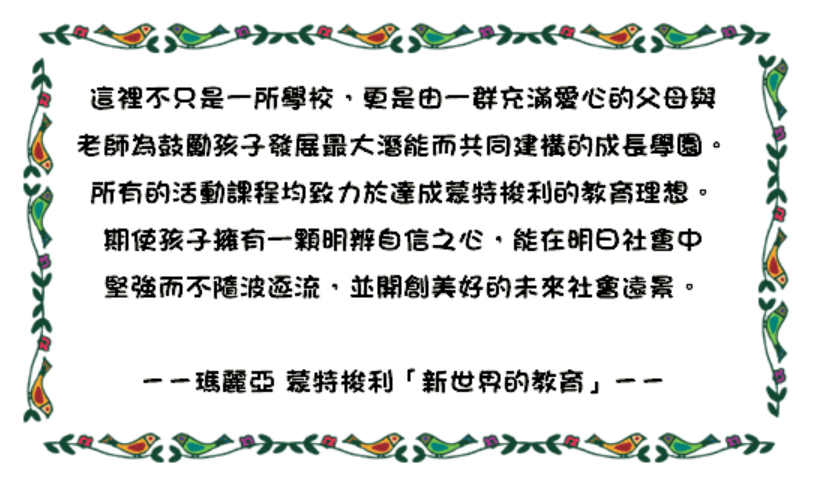 這裡不只是一所學校，更是由一群充滿愛心的父母與
老師為鼓勵孩子發展最大潛能而共同建構的成長學園。
所有的活動課程均致力於達成蒙特梭利的教育理想。
期使孩子擁有一顆明辨自信之心，能在明日社會中
堅強而不隨波逐流，並開創美好的未來社會遠景。
－－瑪麗亞 蒙特梭利「新世界的教育」－－